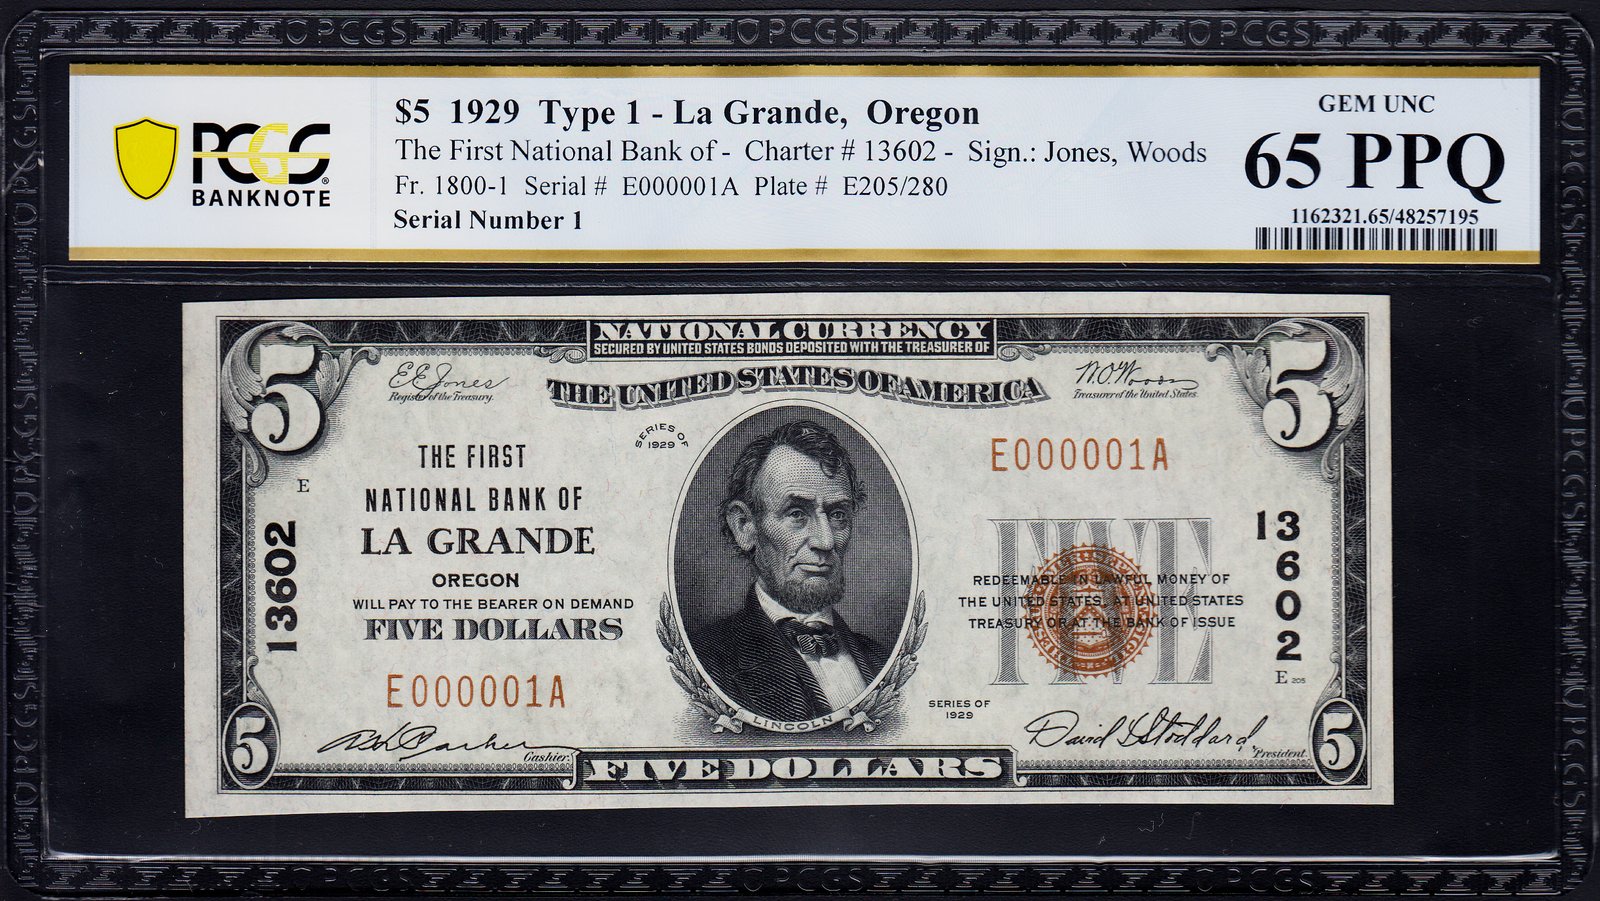 PCGS PCGS PCGS
PCGS
BANKNOTE
$5 1929 Type 1 - La Grande, Oregon
The First National Bank of - Charter # 13602 - Sign.: Jones, Woods
Fr. 1800-1 Serial # E000001A Plate # E205/280
Serial Number 1
GEM UNC
65 PPQ
1162321.65/48257195
NATIONAL CURRENCY
SECURED BY UNITED STATES BONDS DEPOSITED WITH THE TREASURER OF
THE UNITED STATES OF AMERICA
5
5
E E Jones
Register of the Treasury.
W.O. Woods
Treasurer of the United States.
SERIES OF
1929
THE FIRST
NATIONAL BANK OF
LA GRANDE
OREGON
WILL PAY TO THE BEARER ON DEMAND
FIVE DOLLARS
E
13602
E000001A
E000001A
13602
FIVE
REDEEMABLE IN LAWFUL MONEY OF
THE UNITED STATES, AT UNITED STATES
TREASURY OR AT THE BANK OF ISSUE
E 205
LINCOLN
SERIES OF
1929
Cashier.
David L Stoddard
President.
5
FIVE DOLLARS
5